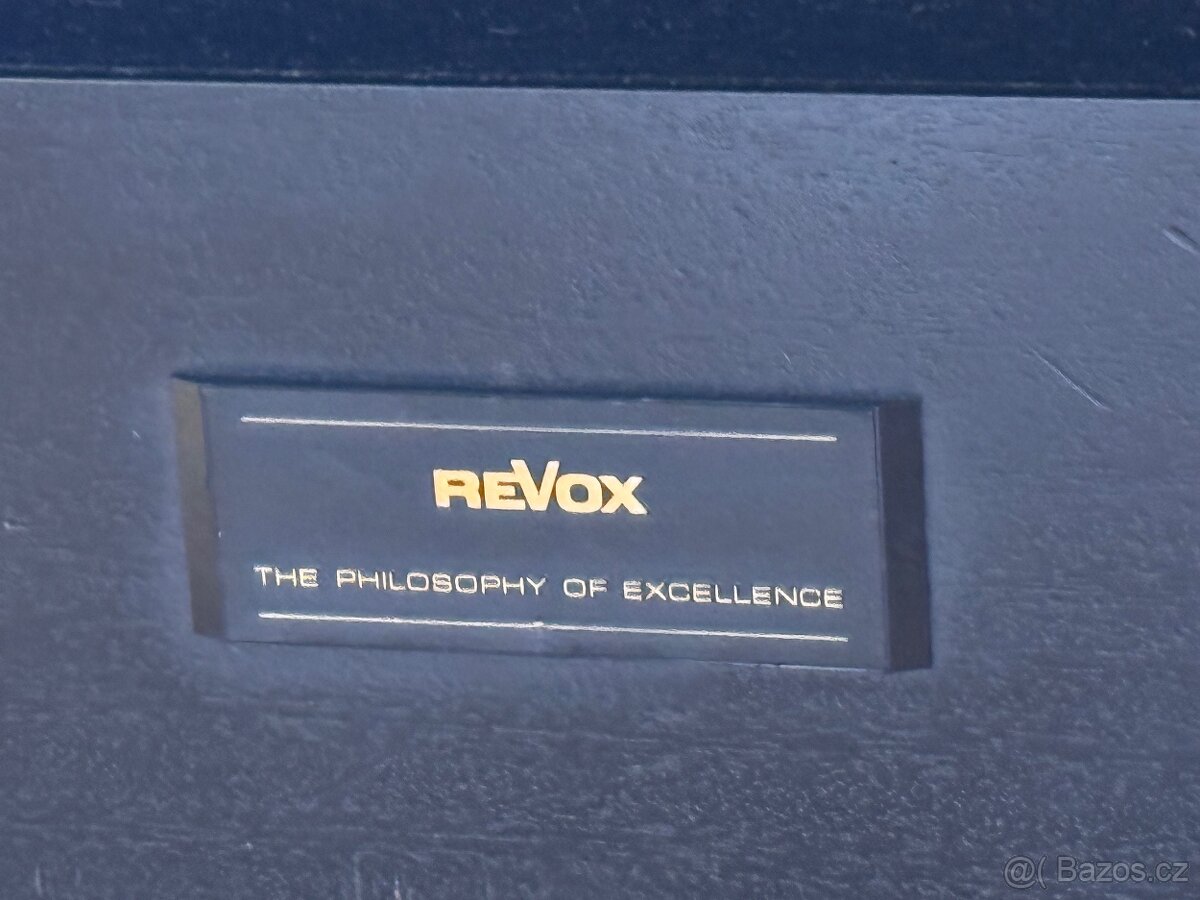 REVOX
THE PHILOSOPHY OF EXCELLENCE
@( Bazos.cz